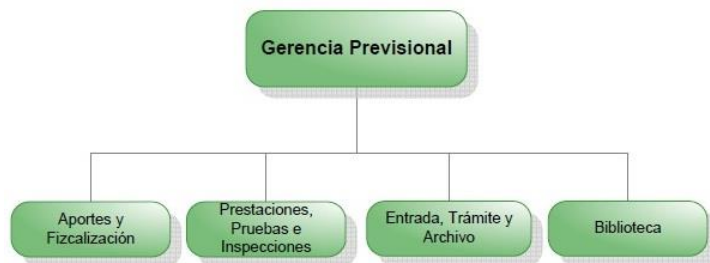 Gerencia Previsional
Aportes y
Fizcalización
Prestaciones,
Pruebas e
Inspecciones
Entrada, Trámite y
Archivo
Biblioteca